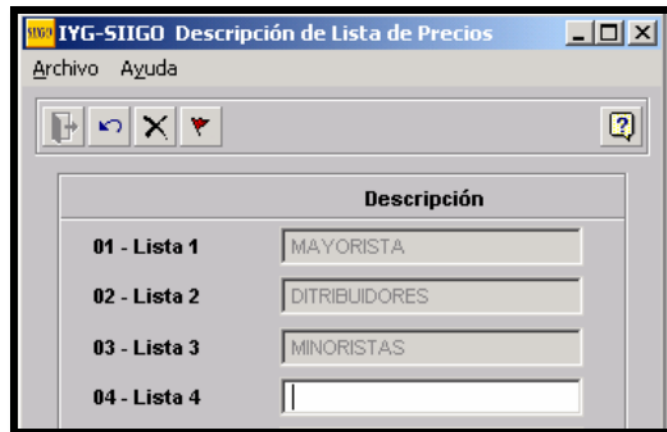 SIIGO IYG-SIIGO Descripción de Lista de Precios
Archivo Ayuda
Descripción
01 - Lista 1 MAYORISTA
02 - Lista 2 DITRIBUIDORES
03 - Lista 3 MINORISTAS
04 - Lista 4